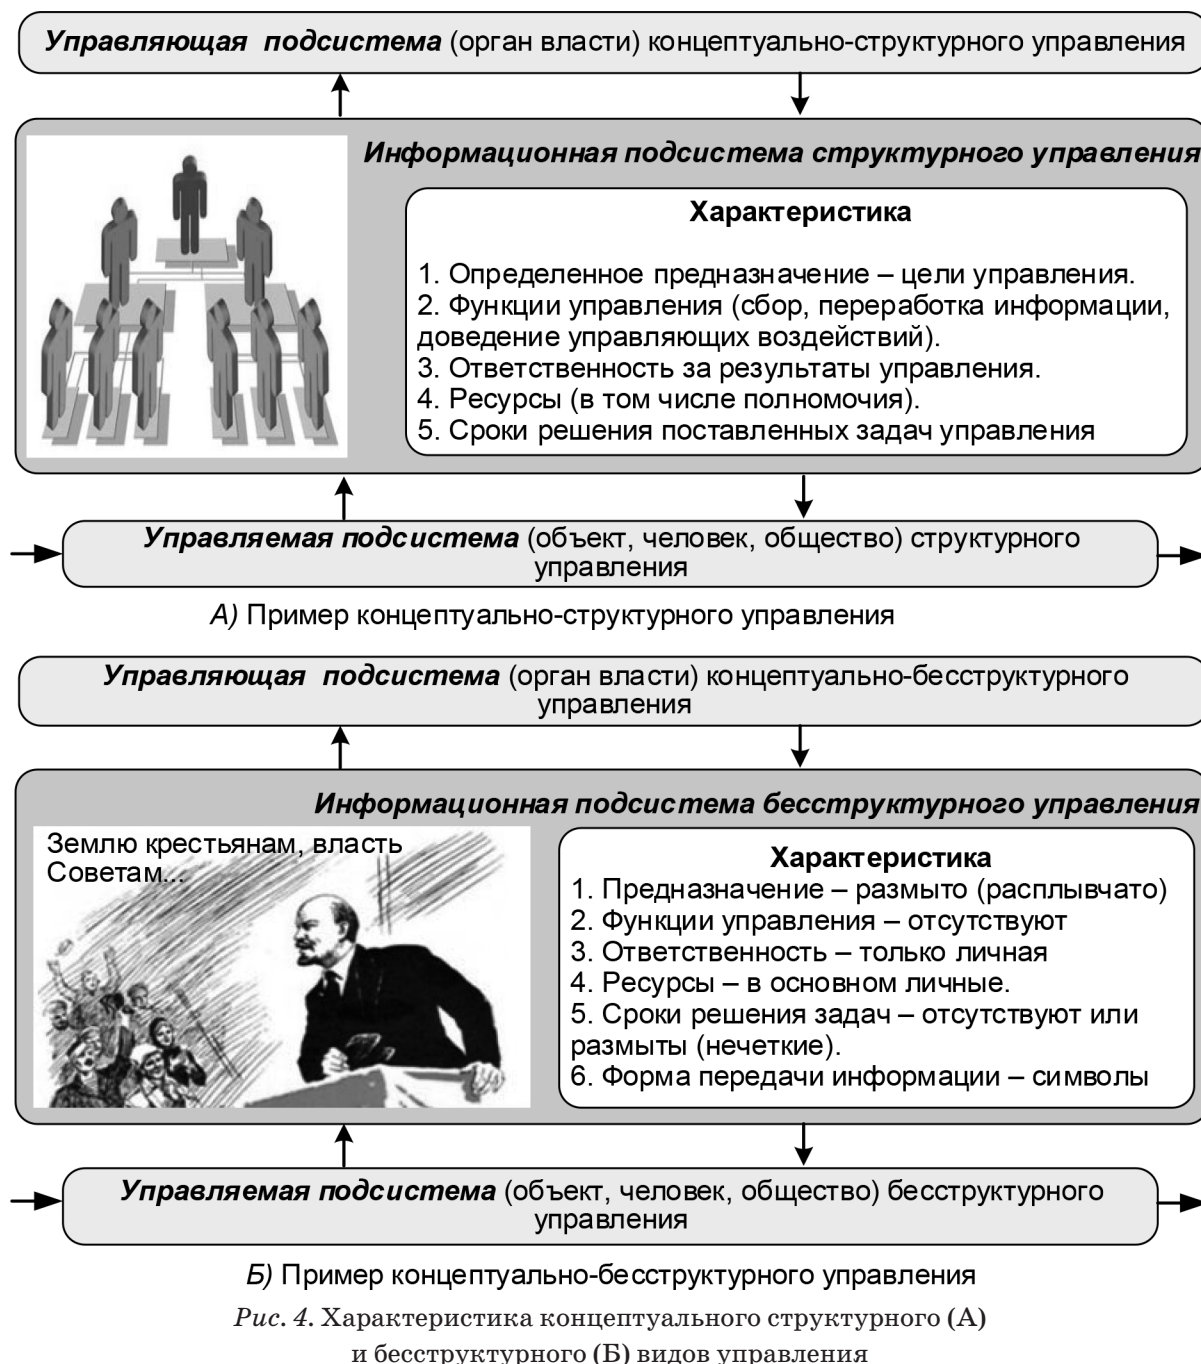 Управляющая подсистема (орган власти) концептуально-структурного управления
Информационная подсистема структурного управления
Характеристика
1. Определенное предназначение – цели управления.
2. Функции управления (сбор, переработка информации,
доведение управляющих воздействий).
3. Ответственность за результаты управления.
4. Ресурсы (в том числе полномочия).
5. Сроки решения поставленных задач управления
Управляемая подсистема (объект, человек, общество) структурного
управления
А) Пример концептуально-структурного управления
Управляющая подсистема (орган власти) концептуально-бесструктурного
управления
Информационная подсистема бесструктурного управления
Землю крестьянам, власть
Советам...
Характеристика
1. Предназначение – размыто (расплывчато)
2. Функции управления – отсутствуют
3. Ответственность – только личная
4. Ресурсы – в основном личные.
5. Сроки решения задач – отсутствуют или
размыты (нечеткие).
6. Форма передачи информации – символы
Управляемая подсистема (объект, человек, общество) бесструктурного
управления
Б) Пример концептуально-бесструктурного управления
Рис. 4. Характеристика концептуального структурного (А)
и бесструктурного (Б) видов управления